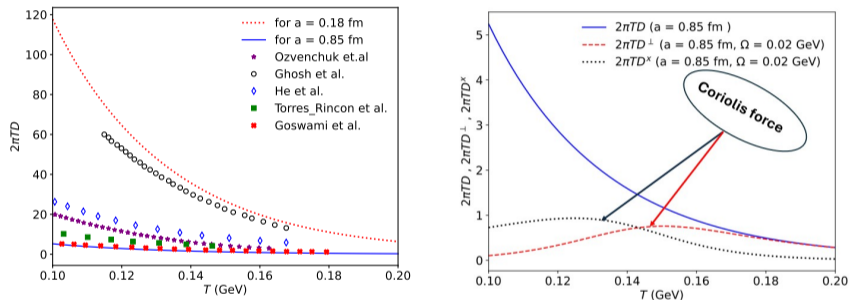 120
100
80
60
40
20
0
2πTD
0.10
0.12
0.14
0.16
0.18
0.20
T (GeV)
for a = 0.18 fm
for a = 0.85 fm
Ozvenchuk et.al
Ghosh et al.
He et al.
Torres_Rincon et al.
Goswami et al.
5
4
3
2
1
0
2πTD , 2πTD⊥ , 2πTDˣ
0.10
0.12
0.14
0.16
0.18
0.20
T (GeV)
2πTD (a = 0.85 fm )
2πTD⊥ (a = 0.85 fm, Ω = 0.02 GeV)
2πTDˣ (a = 0.85 fm, Ω = 0.02 GeV)
Coriolis force